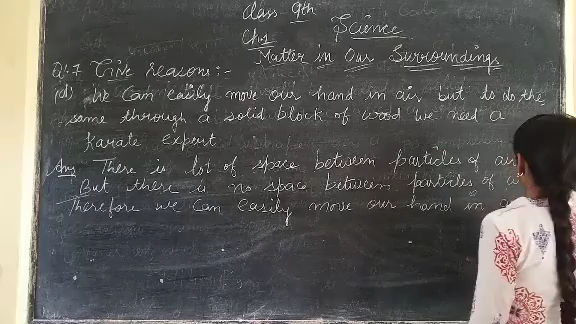 Class 9th
Science
Ch.1
Matter in Our Surroundings
Q.7 Give reasons:-
(d) We can easily move our hand in air but to do the
same through a solid block of wood we need a
karate expert
Ans There is lot of space between particles of
But there is no space between particles of
Therefore we can easily move our hand in